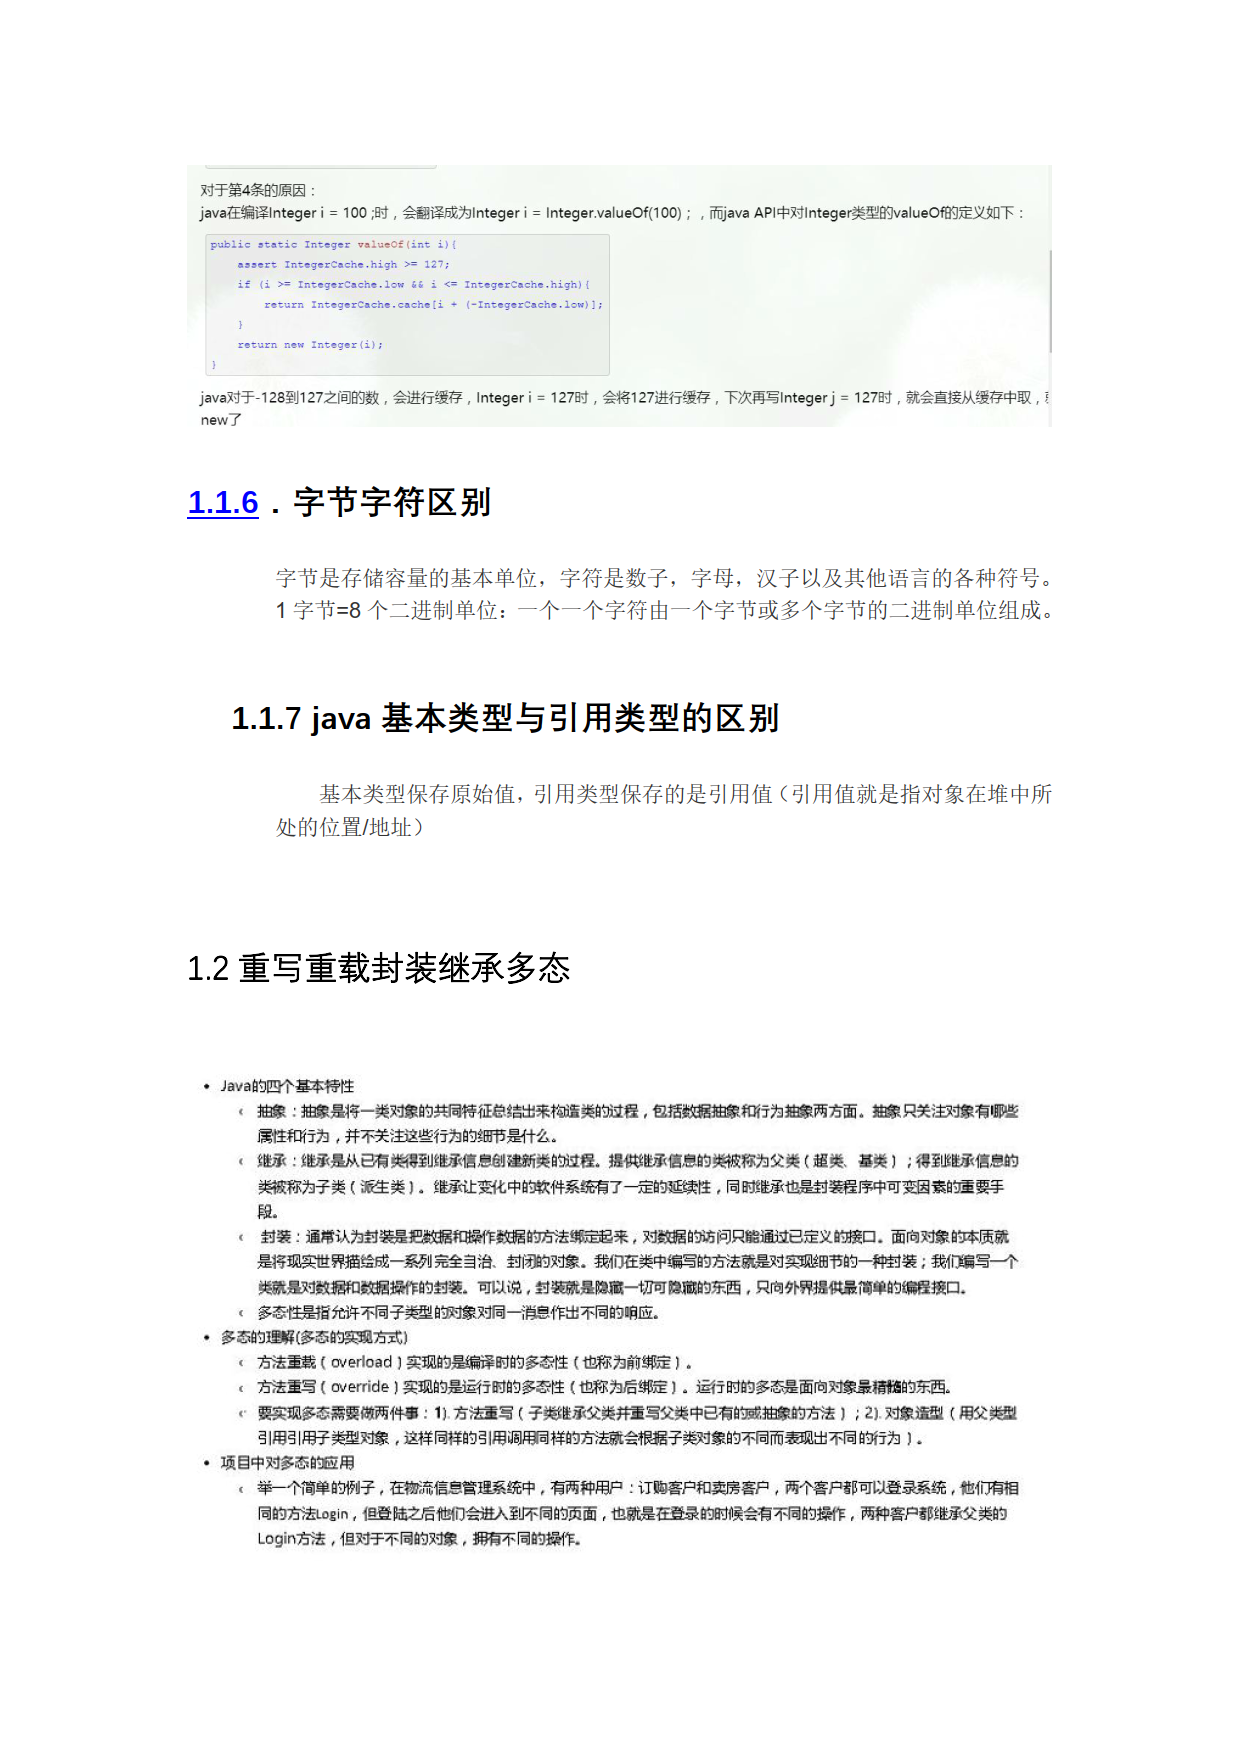 对于第4条的原因：
java在编译Integer i = 100 ;时，会翻译成为Integer i = Integer.valueOf(100)；，而java API中对Integer类型的valueOf的定义如下：
public static Integer valueOf(int i){
assert IntegerCache.high >= 127;
if (i >= IntegerCache.low && i <= IntegerCache.high){
return IntegerCache.cache[i + (-IntegerCache.low)];
}
return new Integer(i);
}
java对于-128到127之间的数，会进行缓存，Integer i = 127时，会将127进行缓存，下次再写Integer j = 127时，就会直接从缓存中取，
new了
1.1.6．字节字符区别
字节是存储容量的基本单位，字符是数子，字母，汉子以及其他语言的各种符号。
1 字节=8 个二进制单位：一个一个字符由一个字节或多个字节的二进制单位组成。
1.1.7 java 基本类型与引用类型的区别
基本类型保存原始值，引用类型保存的是引用值（引用值就是指对象在堆中所
处的位置/地址）
1.2 重写重载封装继承多态
• Java的四个基本特性
抽象：抽象是将一类对象的共同特征总结出来构造类的过程，包括数据抽象和行为抽象两方面。抽象只关注对象有哪些
属性和行为，并不关注这些行为的细节是什么。
继承：继承是从已有类得到继承信息创建新类的过程。提供继承信息的类被称为父类（超类、基类）；得到继承信息的
类被称为子类（派生类）。继承让变化中的软件系统有了一定的延续性，同时继承也是封装程序中可变因素的重要手
段。
封装：通常认为封装是把数据和操作数据的方法绑定起来，对数据的访问只能通过已定义的接口。面向对象的本质就
是将现实世界描绘成一系列完全自治、封闭的对象。我们在类中编写的方法就是对实现细节的一种封装；我们编写一个
类就是对数据和数据操作的封装。可以说，封装就是隐藏一切可隐藏的东西，只向外界提供最简单的编程接口。
多态性是指允许不同子类型的对象对同一消息作出不同的响应。
• 多态的理解(多态的实现方式)
方法重载（overload）实现的是编译时的多态性（也称为前绑定）。
方法重写（override）实现的是运行时的多态性（也称为后绑定）。运行时的多态是面向对象最精髓的东西。
要实现多态需要做两件事：1). 方法重写（子类继承父类并重写父类中已有的或抽象的方法）；2). 对象造型（用父类型
引用引用子类型对象，这样同样的引用调用同样的方法就会根据子类对象的不同而表现出不同的行为）。
• 项目中对多态的应用
举一个简单的例子，在物流信息管理系统中，有两种用户：订购客户和卖房客户，两个客户都可以登录系统，他们有相
同的方法Login，但登陆之后他们会进入到不同的页面，也就是在登录的时候会有不同的操作，两种客户都继承父类的
Login方法，但对于不同的对象，拥有不同的操作。